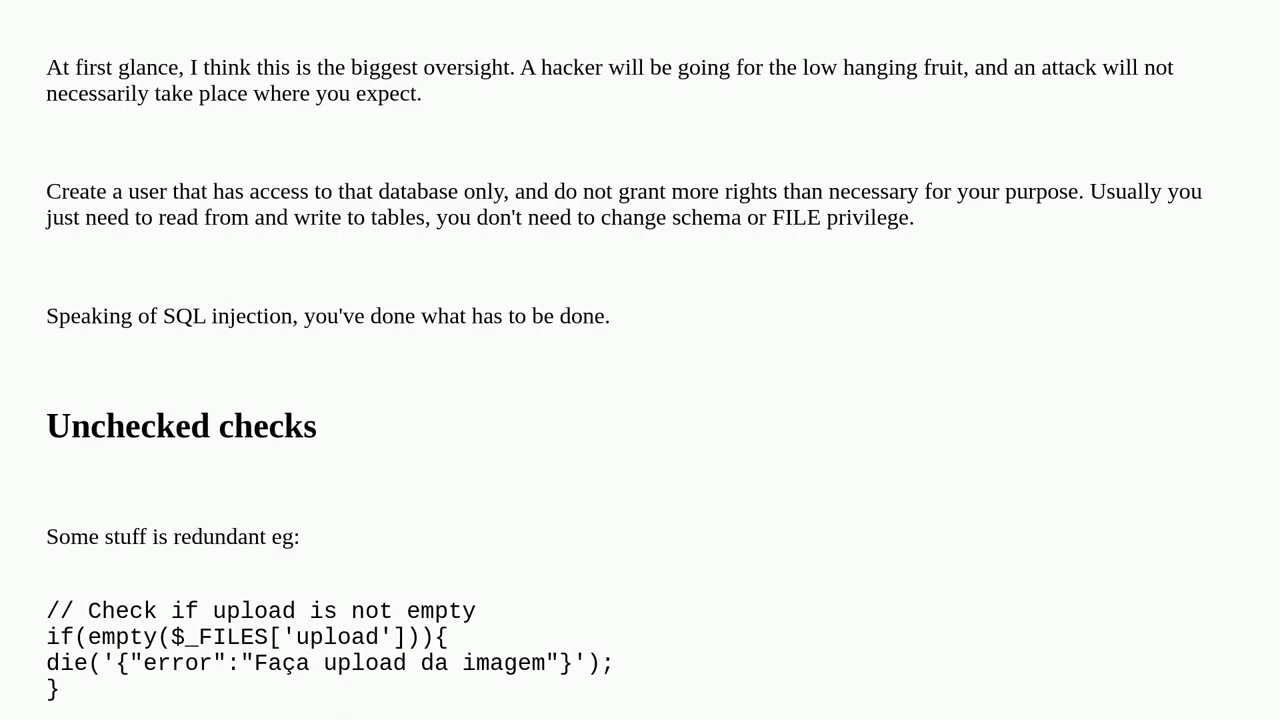 At first glance, I think this is the biggest oversight. A hacker will be going for the low hanging fruit, and an attack will not
necessarily take place where you expect.
Create a user that has access to that database only, and do not grant more rights than necessary for your purpose. Usually you
just need to read from and write to tables, you don't need to change schema or FILE privilege.
Speaking of SQL injection, you've done what has to be done.
Unchecked checks
Some stuff is redundant eg:
// Check if upload is not empty
if(empty($_FILES['upload'])){
die('{"error":"Faça upload da imagem"}');
}